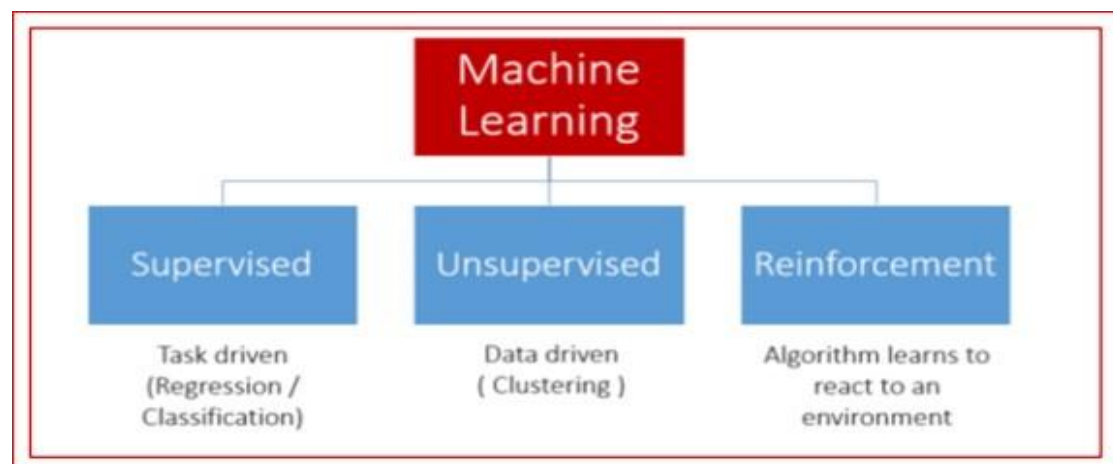 Machine
Learning
Supervised
Unsupervised
Reinforcement
Task driven
(Regression /
Classification)
Data driven
( Clustering )
Algorithm learns to
react to an
environment